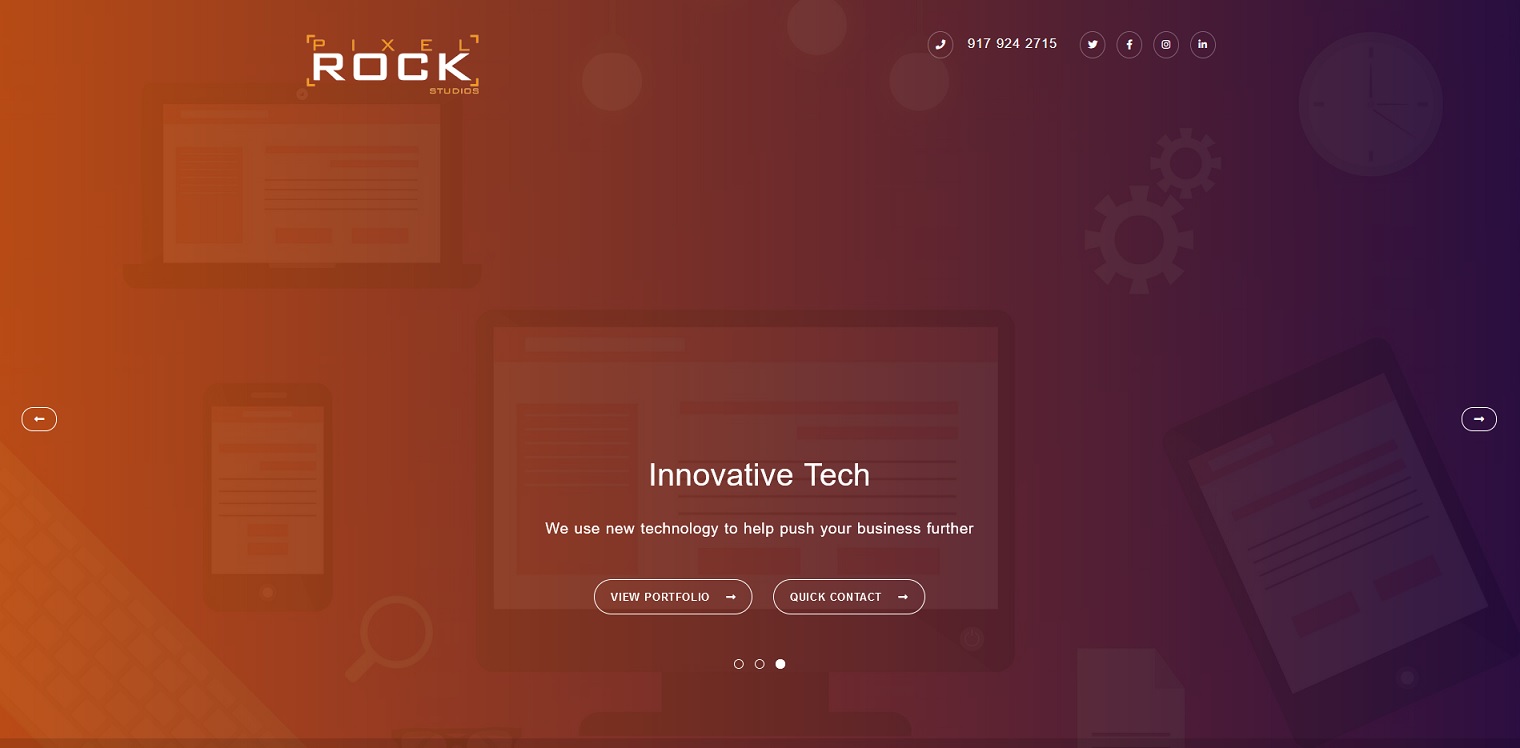 PIXEL
ROCK
STUDIOS
917 924 2715
Innovative Tech
We use new technology to help push your business further
VIEW PORTFOLIO
QUICK CONTACT